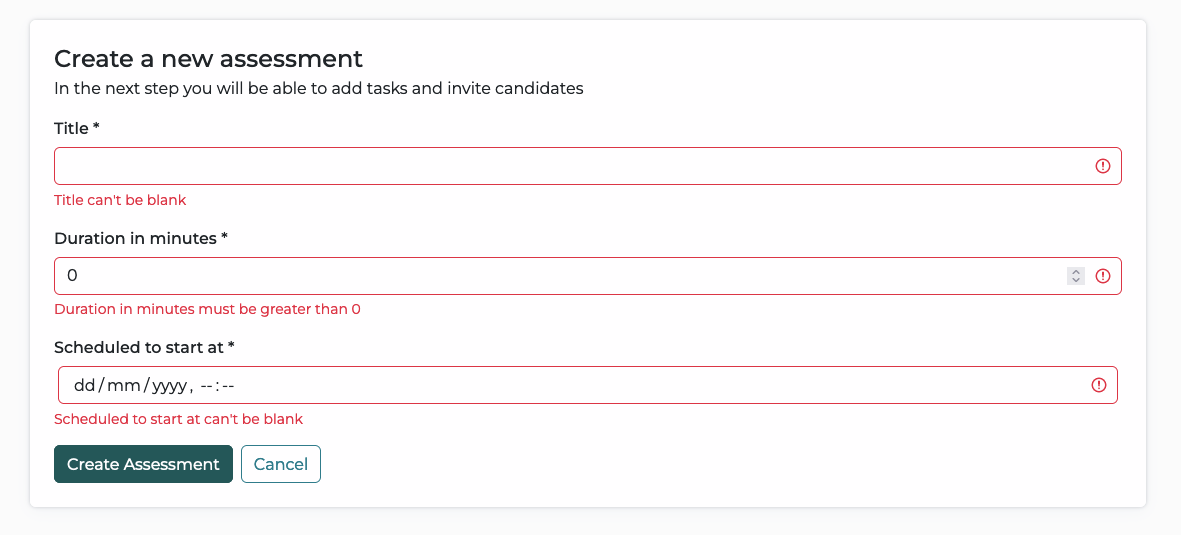 Create a new assessment
In the next step you will be able to add tasks and invite candidates
Title *
Title can't be blank
Duration in minutes *
0
Duration in minutes must be greater than 0
Scheduled to start at *
dd/mm/yyyy, --:--
Scheduled to start at can't be blank
Create Assessment Cancel